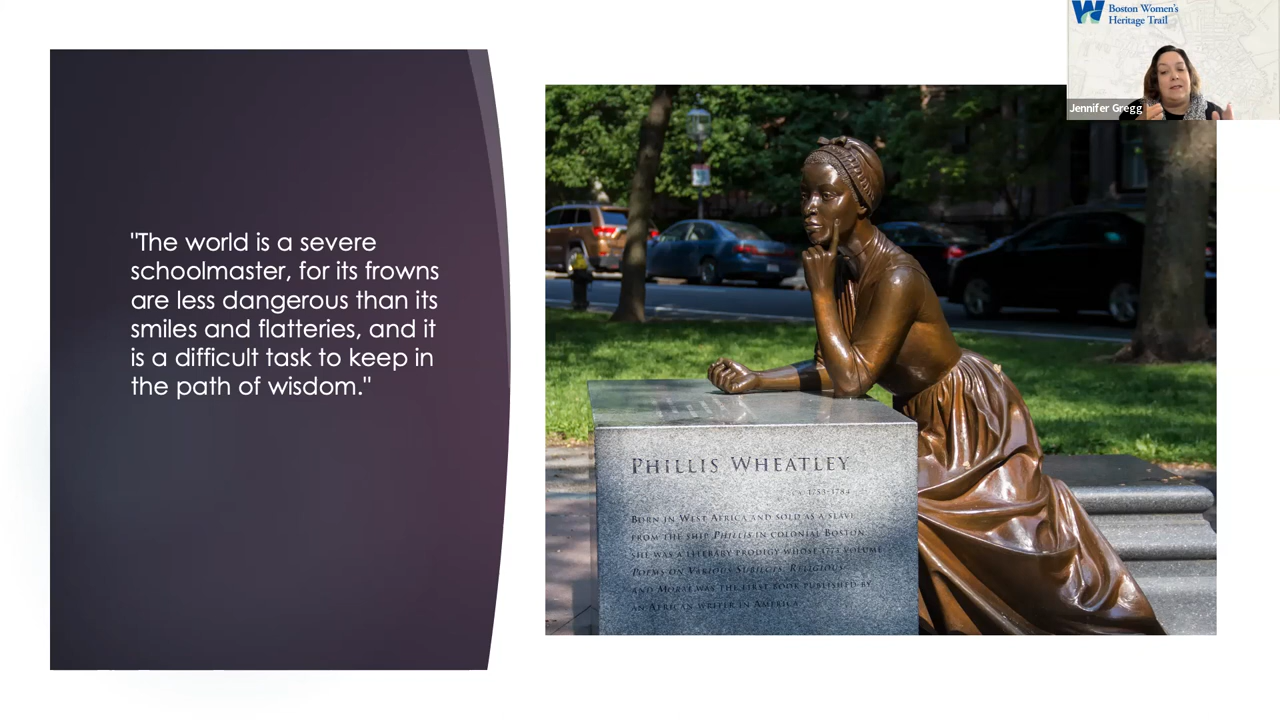 Boston Women's
Heritage Trail
Jennifer Gregg
"The world is a severe
schoolmaster, for its frowns
are less dangerous than its
smiles and flatteries, and it
is a difficult task to keep in
the path of wisdom."
PHILLIS WHEATLEY
CA. 1753-1784
BORN IN WEST AFRICA AND SOLD AS A SLAVE
FROM THE SHIP PHILLIS IN COLONIAL BOSTON,
SHE WAS A LITERARY PRODIGY WHOSE 1773 VOLUME
POEMS ON VARIOUS SUBJECTS, RELIGIOUS
AND MORAL WAS THE FIRST BOOK PUBLISHED BY
AN AFRICAN WRITER IN AMERICA.